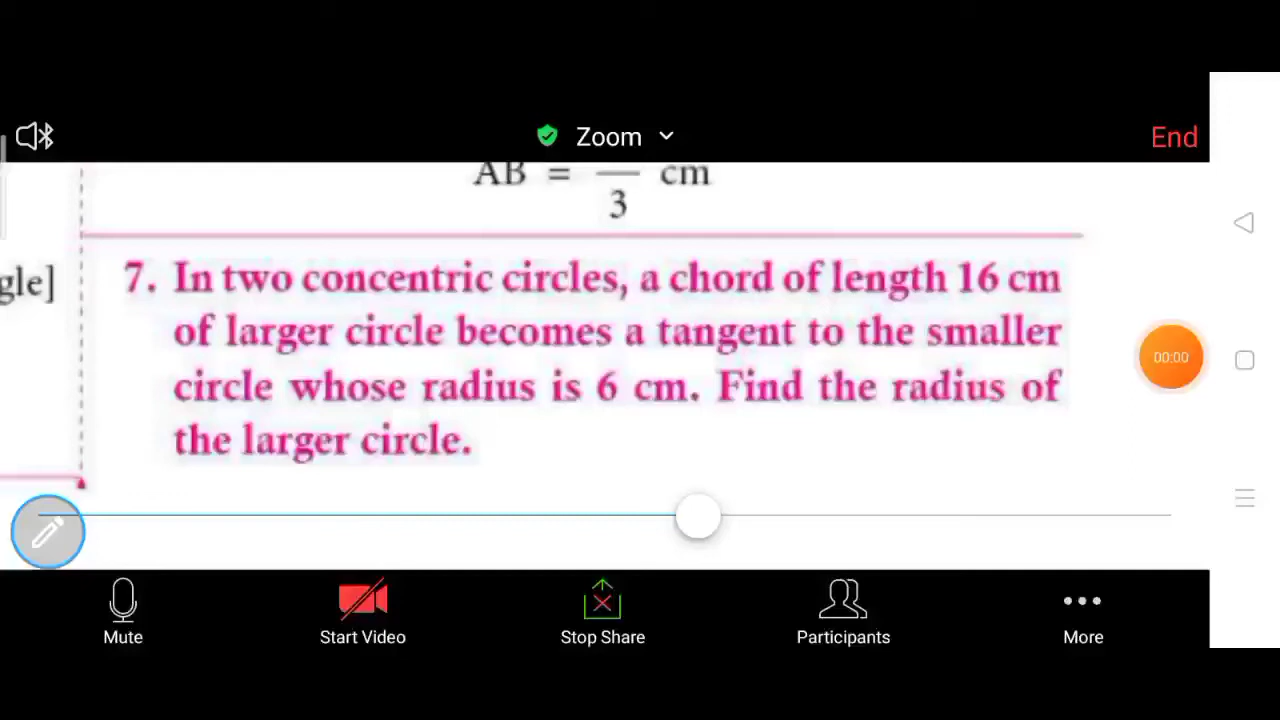 Zoom
End
AB = — cm
3
gle]
7. In two concentric circles, a chord of length 16 cm
of larger circle becomes a tangent to the smaller
circle whose radius is 6 cm. Find the radius of
the larger circle.
00:00
Mute
Start Video
Stop Share
Participants
More